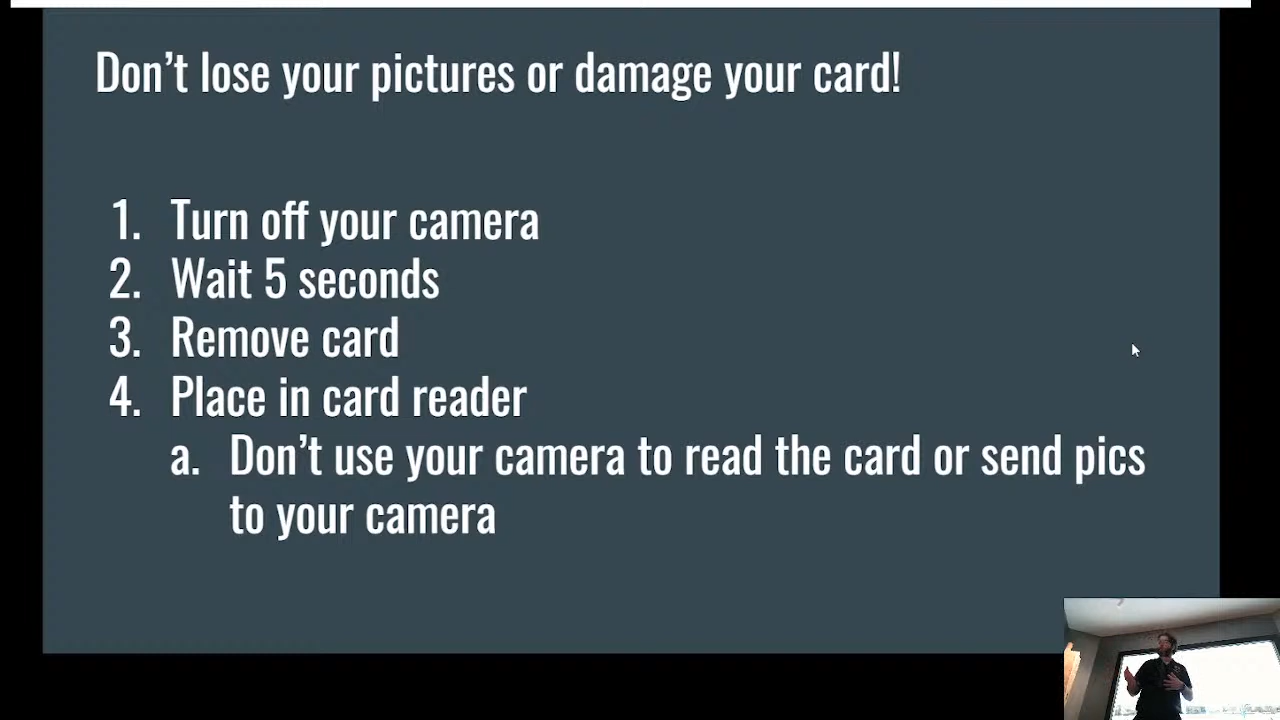 Don’t lose your pictures or damage your card!
1. Turn off your camera
2. Wait 5 seconds
3. Remove card
4. Place in card reader
a. Don’t use your camera to read the card or send pics
to your camera